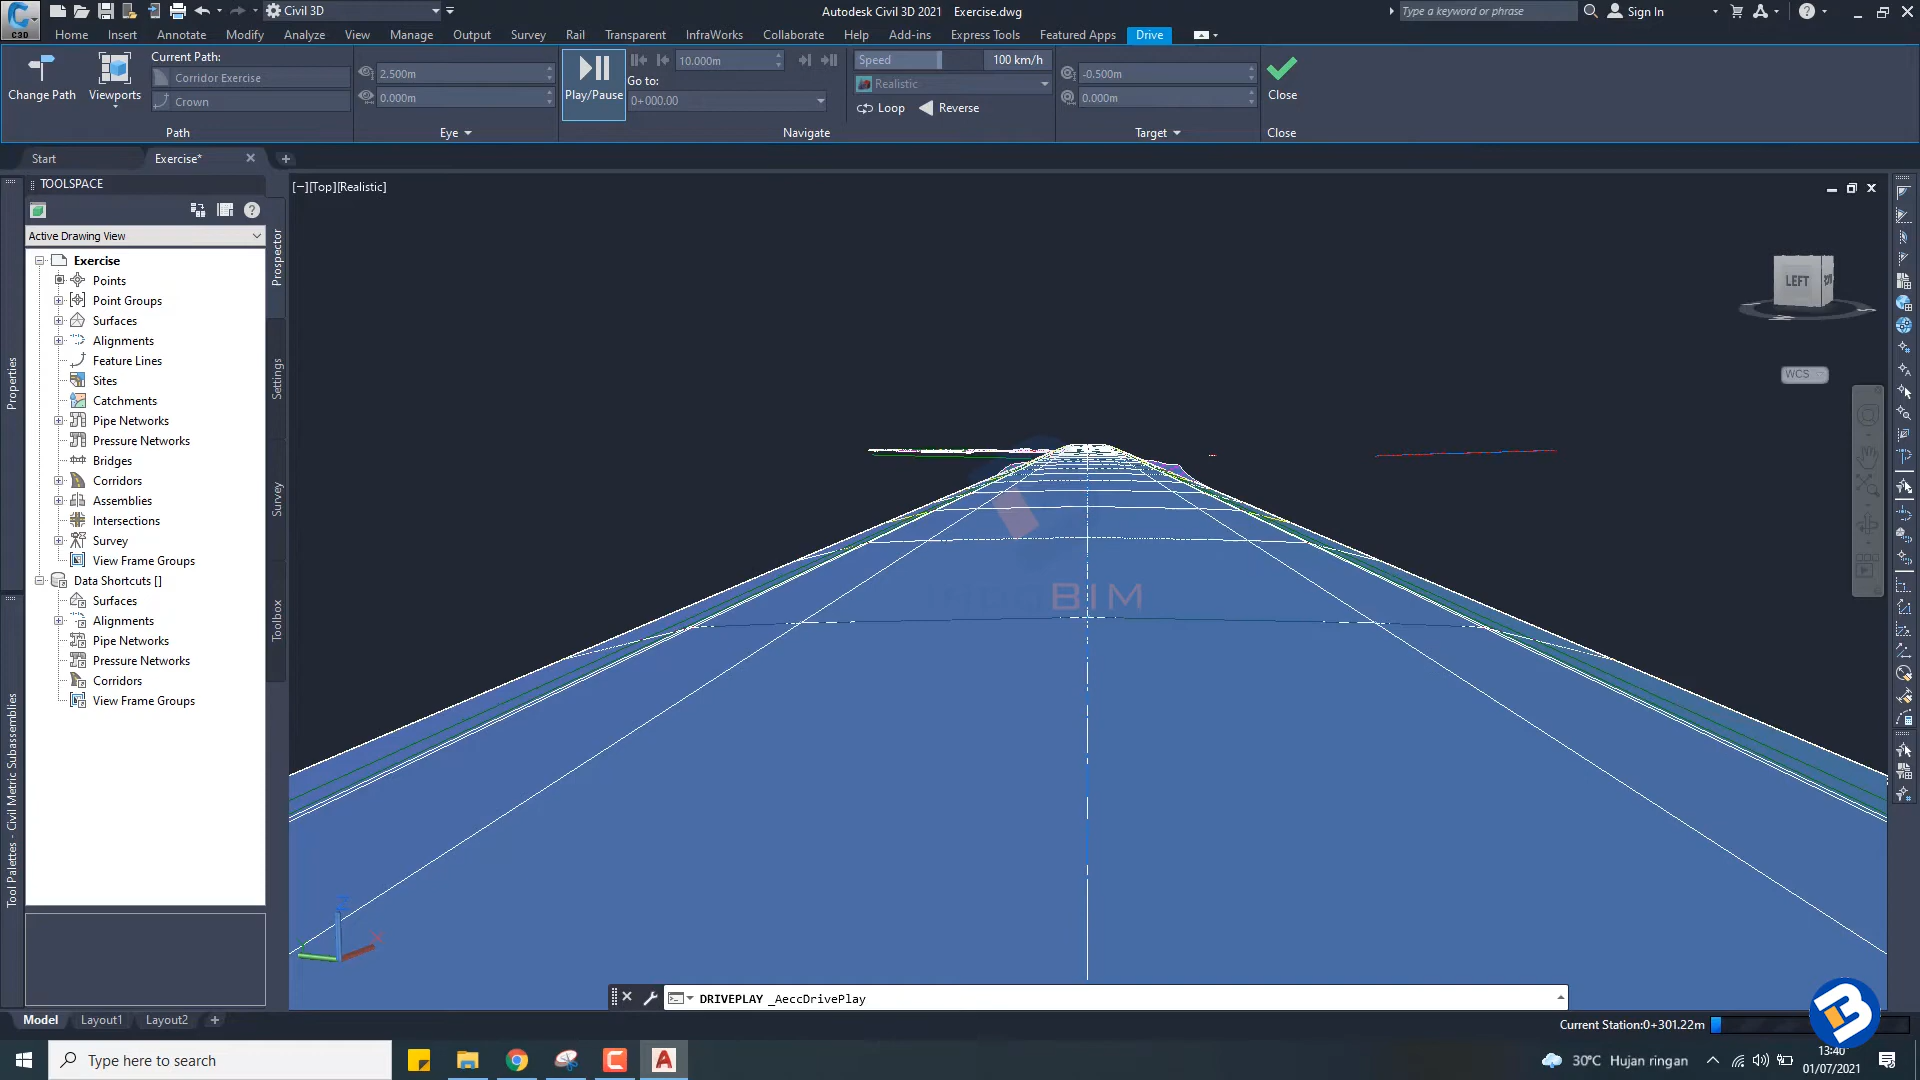 C3D
Civil 3D
Autodesk Civil 3D 2021 Exercise.dwg
Type a keyword or phrase
Sign In
Home Insert Annotate Modify Analyze View Manage Output Survey Rail Transparent InfraWorks Collaborate Help Add-ins Express Tools Featured Apps Drive
Change Path
Viewports
Current Path:
Corridor Exercise
Crown
Path
2.500m
0.000m
Eye
Play/Pause
10.000m
Go to:
0+000.00
Navigate
Speed
100 km/h
Realistic
Loop
Reverse
-0.500m
0.000m
Target
Close
Close
Start
Exercise*
TOOLSPACE
Active Drawing View
Exercise
Points
Point Groups
Surfaces
Alignments
Feature Lines
Sites
Catchments
Pipe Networks
Pressure Networks
Bridges
Corridors
Assemblies
Intersections
Survey
View Frame Groups
Data Shortcuts []
Surfaces
Alignments
Pipe Networks
Pressure Networks
Corridors
View Frame Groups
Prospector
Settings
Survey
Toolbox
Properties
Tool Palettes - Civil Metric Subassemblies
[−][Top][Realistic]
LEFT
WCS
BIM
X
DRIVEPLAY _AeccDrivePlay
Model Layout1 Layout2
Current Station:0+301.22m
Type here to search
30°C Hujan ringan
13:40
01/07/2021